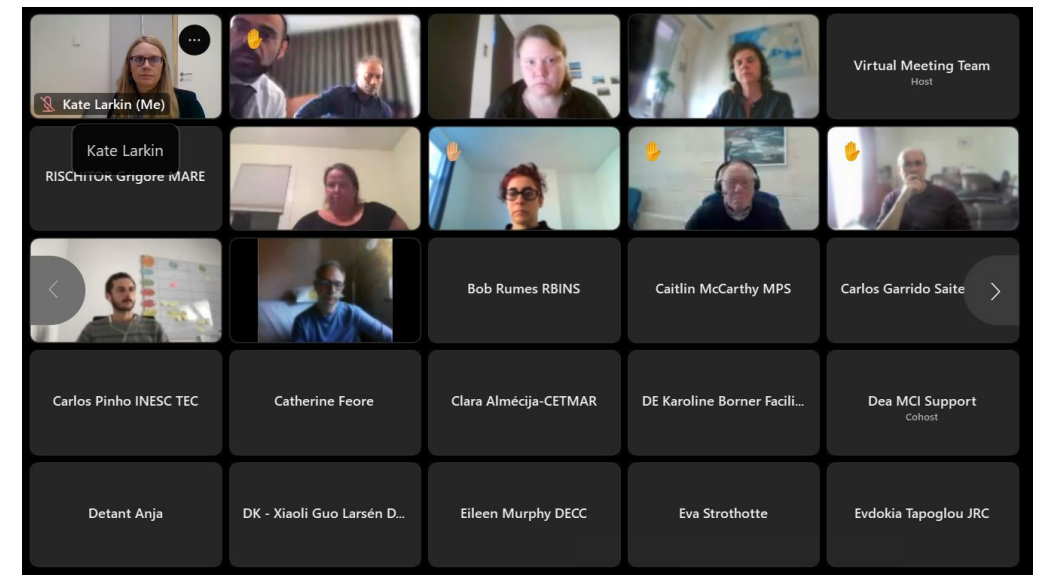 Kate Larkin (Me)
Virtual Meeting Team
Host
Kate Larkin
RISCHITOR Grigore MARE
Bob Rumes RBINS
Caitlin McCarthy MPS
Carlos Garrido Saite
Carlos Pinho INESC TEC
Catherine Feore
Clara Almécija-CETMAR
DE Karoline Borner Facili...
Dea MCI Support
Cohost
Detant Anja
DK - Xiaoli Guo Larsén D...
Eileen Murphy DECC
Eva Strothotte
Evdokia Tapoglou JRC